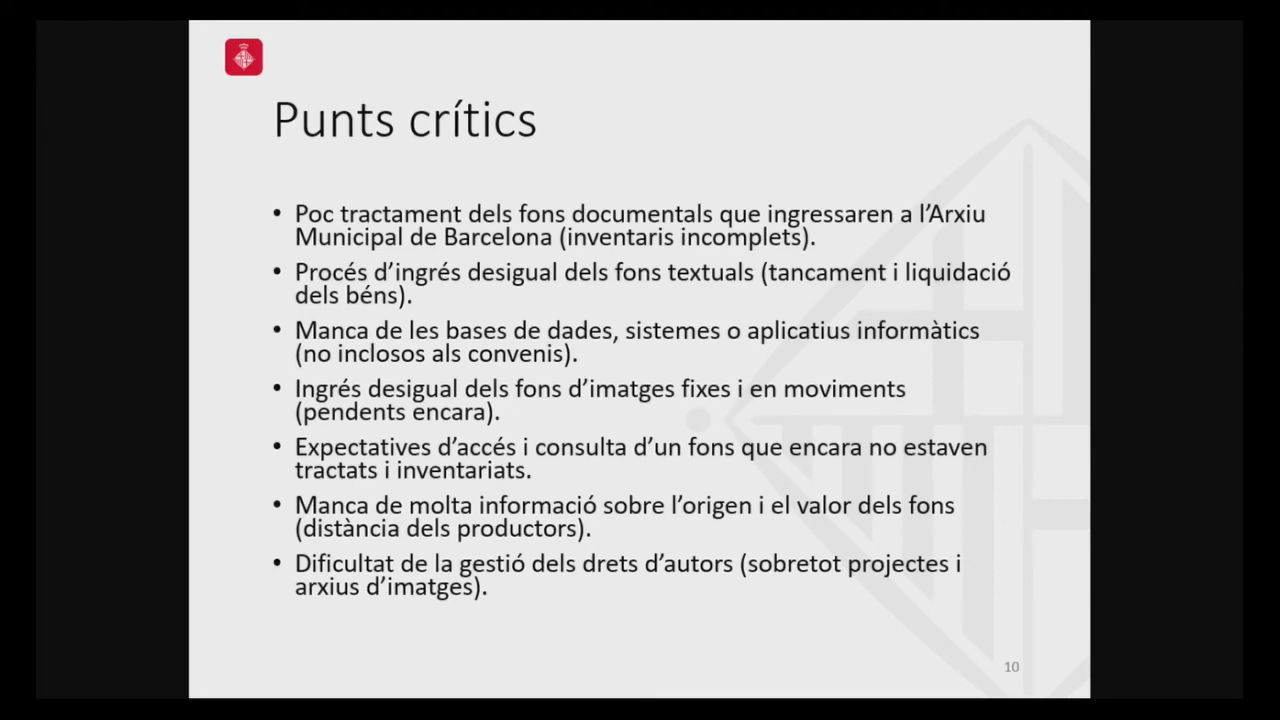 Punts crítics
• Poc tractament dels fons documentals que ingressaren a l’Arxiu
Municipal de Barcelona (inventaris incomplets).
• Procés d’ingrés desigual dels fons textuals (tancament i liquidació
dels béns).
• Manca de les bases de dades, sistemes o aplicatius informàtics
(no inclosos als convenis).
• Ingrés desigual dels fons d’imatges fixes i en moviments
(pendents encara).
• Expectatives d’accés i consulta d’un fons que encara no estaven
tractats i inventariats.
• Manca de molta informació sobre l’origen i el valor dels fons
(distància dels productors).
• Dificultat de la gestió dels drets d’autors (sobretot projectes i
arxius d’imatges).
10